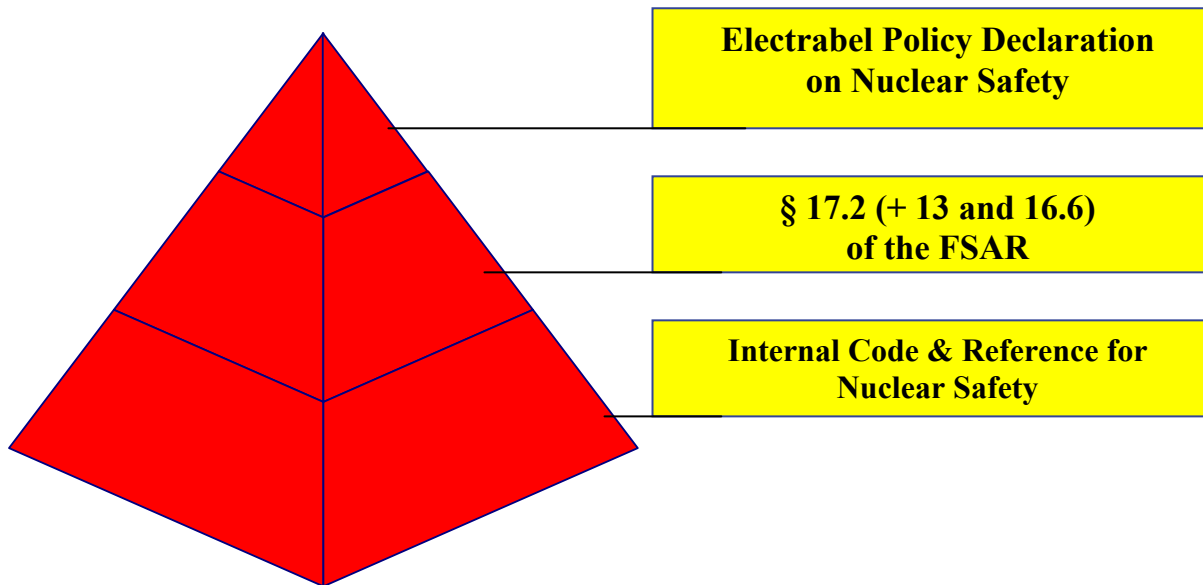 Electrabel Policy Declaration
on Nuclear Safety
§ 17.2 (+ 13 and 16.6)
of the FSAR
Internal Code & Reference for
Nuclear Safety